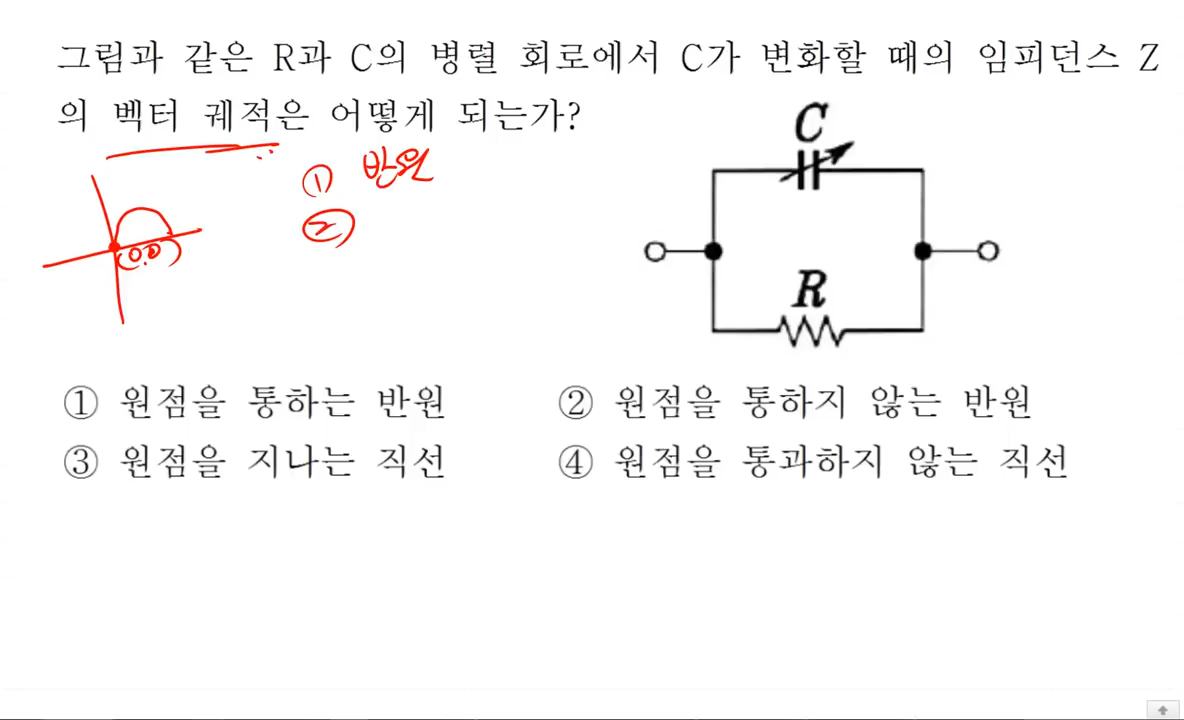 그림과 같은 R과 C의 병렬 회로에서 C가 변화할 때의 임피던스 Z
의 벡터 궤적은 어떻게 되는가?
C
① 반원
②
(0.0)
R
① 원점을 통하는 반원 ② 원점을 통하지 않는 반원
③ 원점을 지나는 직선 ④ 원점을 통과하지 않는 직선